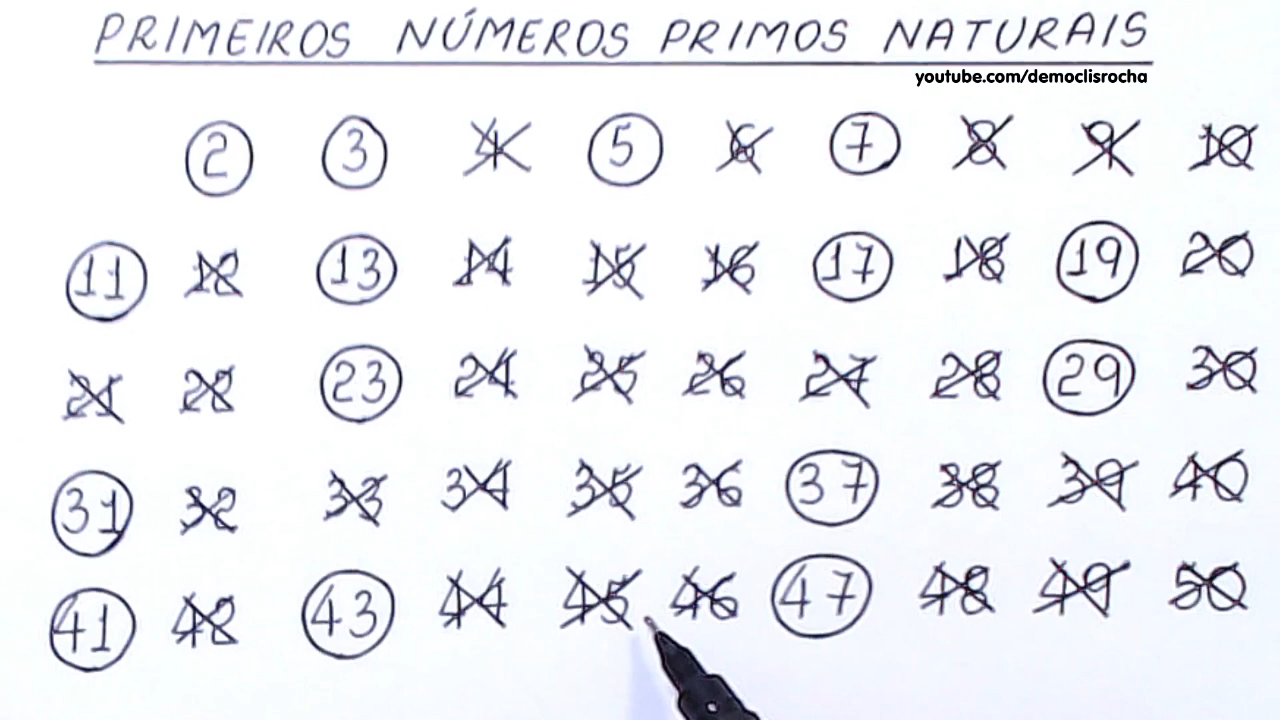 PRIMEIROS NÚMEROS PRIMOS NATURAIS
youtube.com/democlisrocha
2 3 4 5 6 7 8 9 10
11 12 13 14 15 16 17 18 19 20
21 22 23 24 25 26 27 28 29 30
31 32 33 34 35 36 37 38 39 40
41 42 43 44 45 46 47 48 49 50